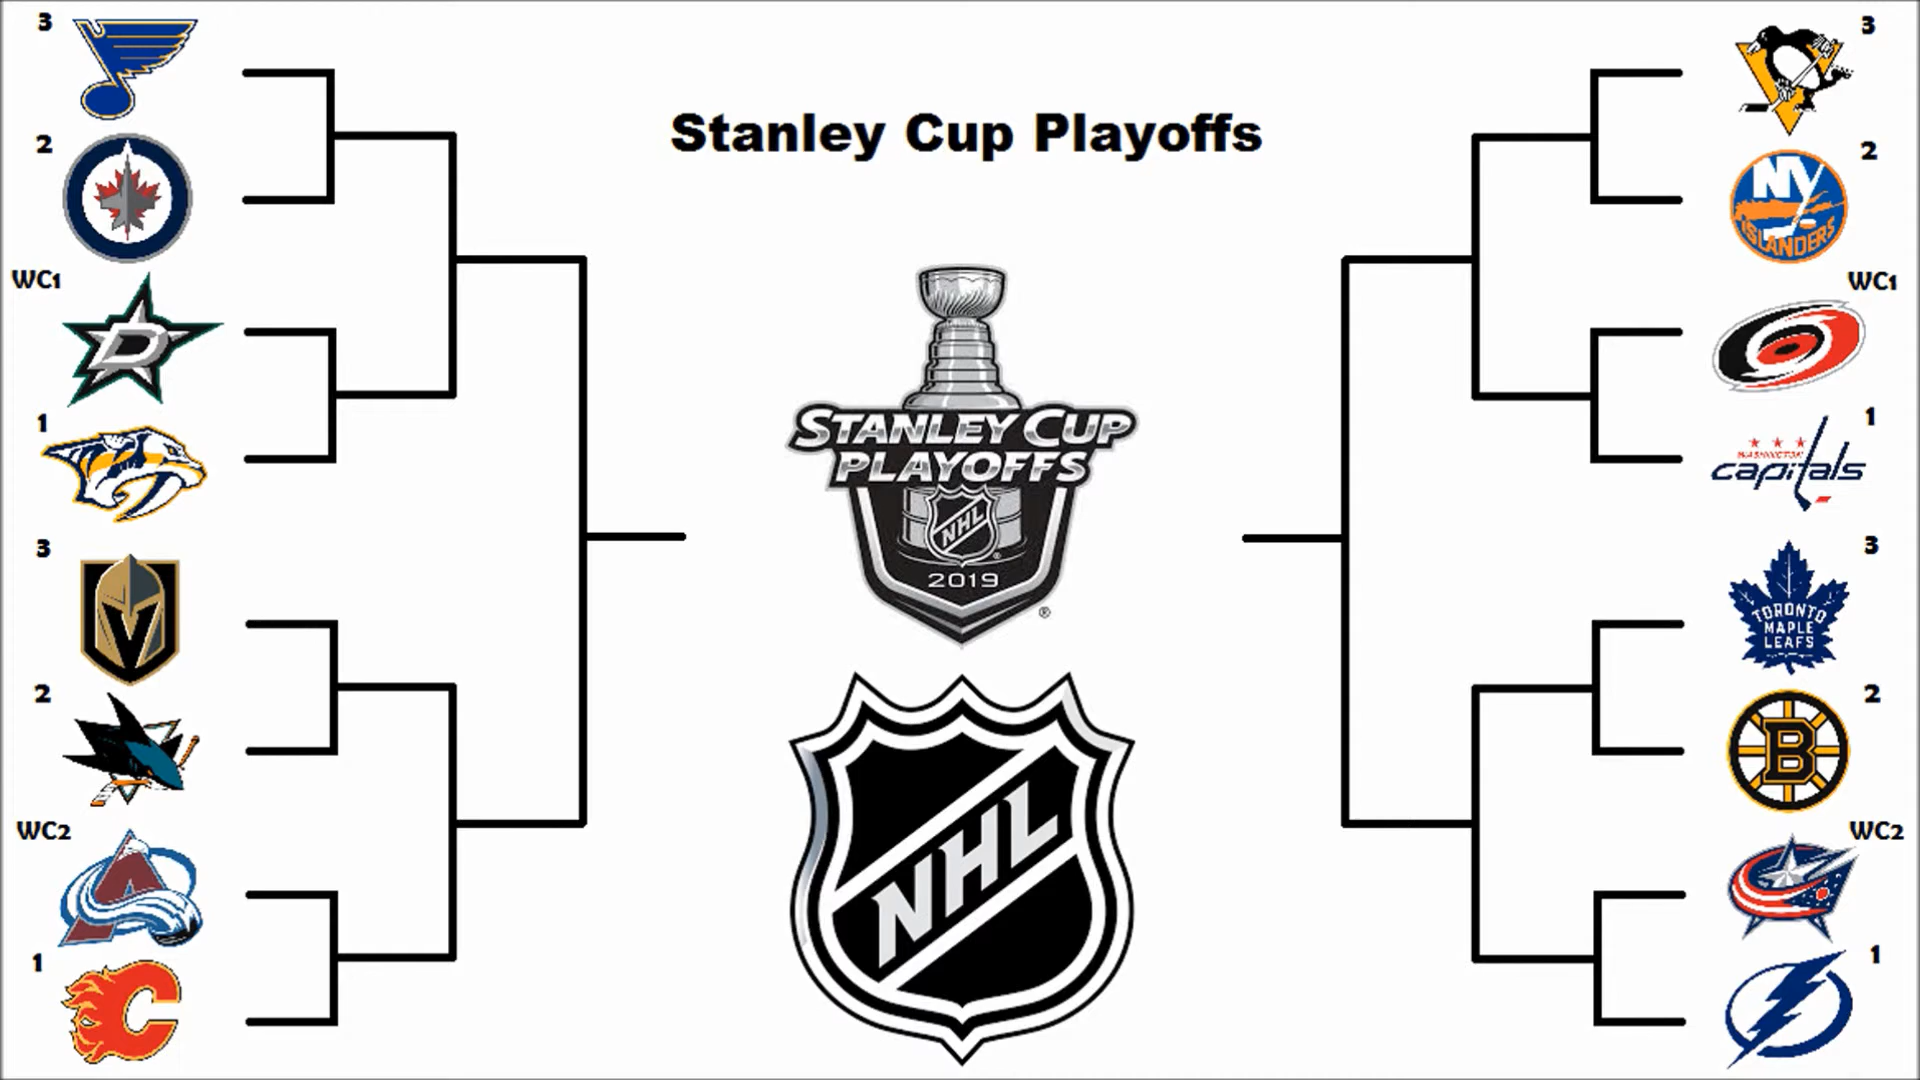 3
3
2
Stanley Cup Playoffs
2
NY
ISLANDERS
WC1
WC1
D
1
1
WASHINGTON
capitals
STANLEY CUP
PLAYOFFS
NHL
2019
®
3
3
TORONTO
MAPLE
LEAFS
2
2
B
WC2
WC2
A
NHL
1
1
C